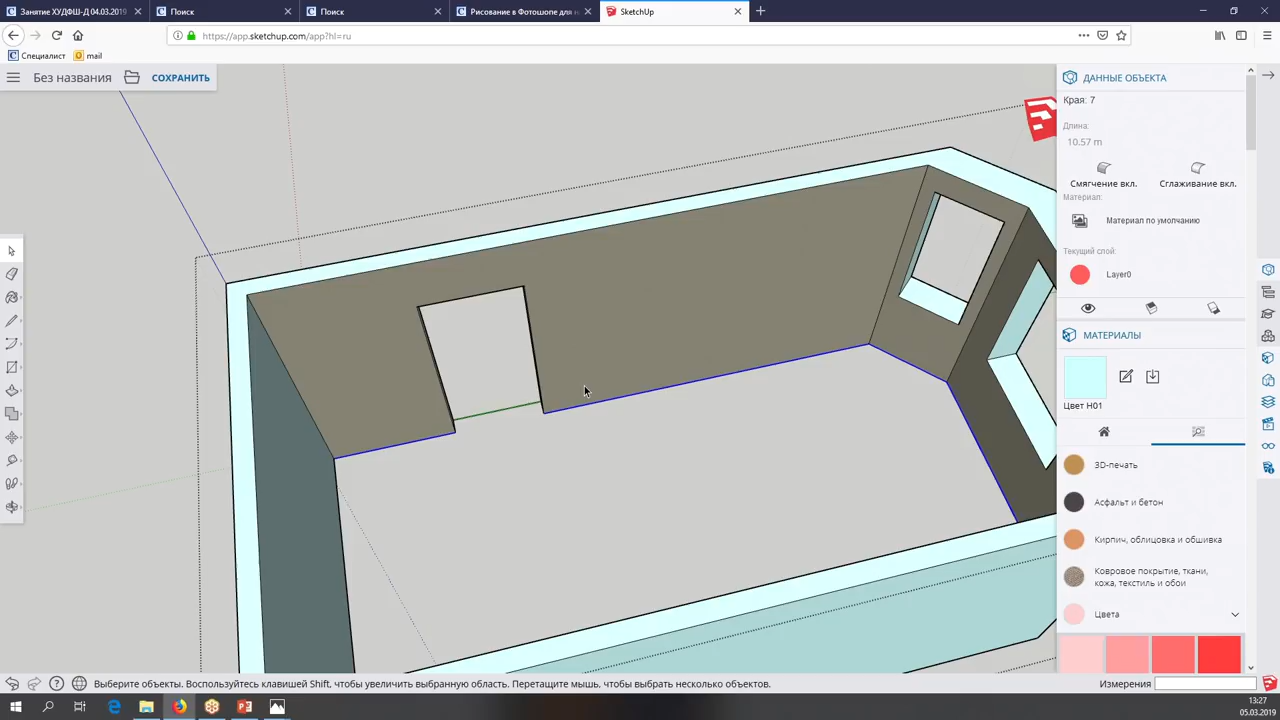 Занятие ХУДФШ-Д 04.03.2019
Поиск
Поиск
Рисование в Фотошопе для н
SketchUp
https://app.sketchup.com/app?hl=ru
Специалист
mail
Без названия
СОХРАНИТЬ
ДАННЫЕ ОБЪЕКТА
Края: 7
Длина:
10.57 m
Смягчение вкл.
Сглаживание вкл.
Материал:
Материал по умолчанию
Текущий слой:
Layer0
МАТЕРИАЛЫ
Цвет H01
3D-печать
Асфальт и бетон
Кирпич, облицовка и обшивка
Ковровое покрытие, ткани,
кожа, текстиль и обои
Цвета
Выберите объекты. Воспользуйтесь клавишей Shift, чтобы увеличить выбранную область. Перетащите мышь, чтобы выбрать несколько объектов.
Измерения
13:27
05.03.2019